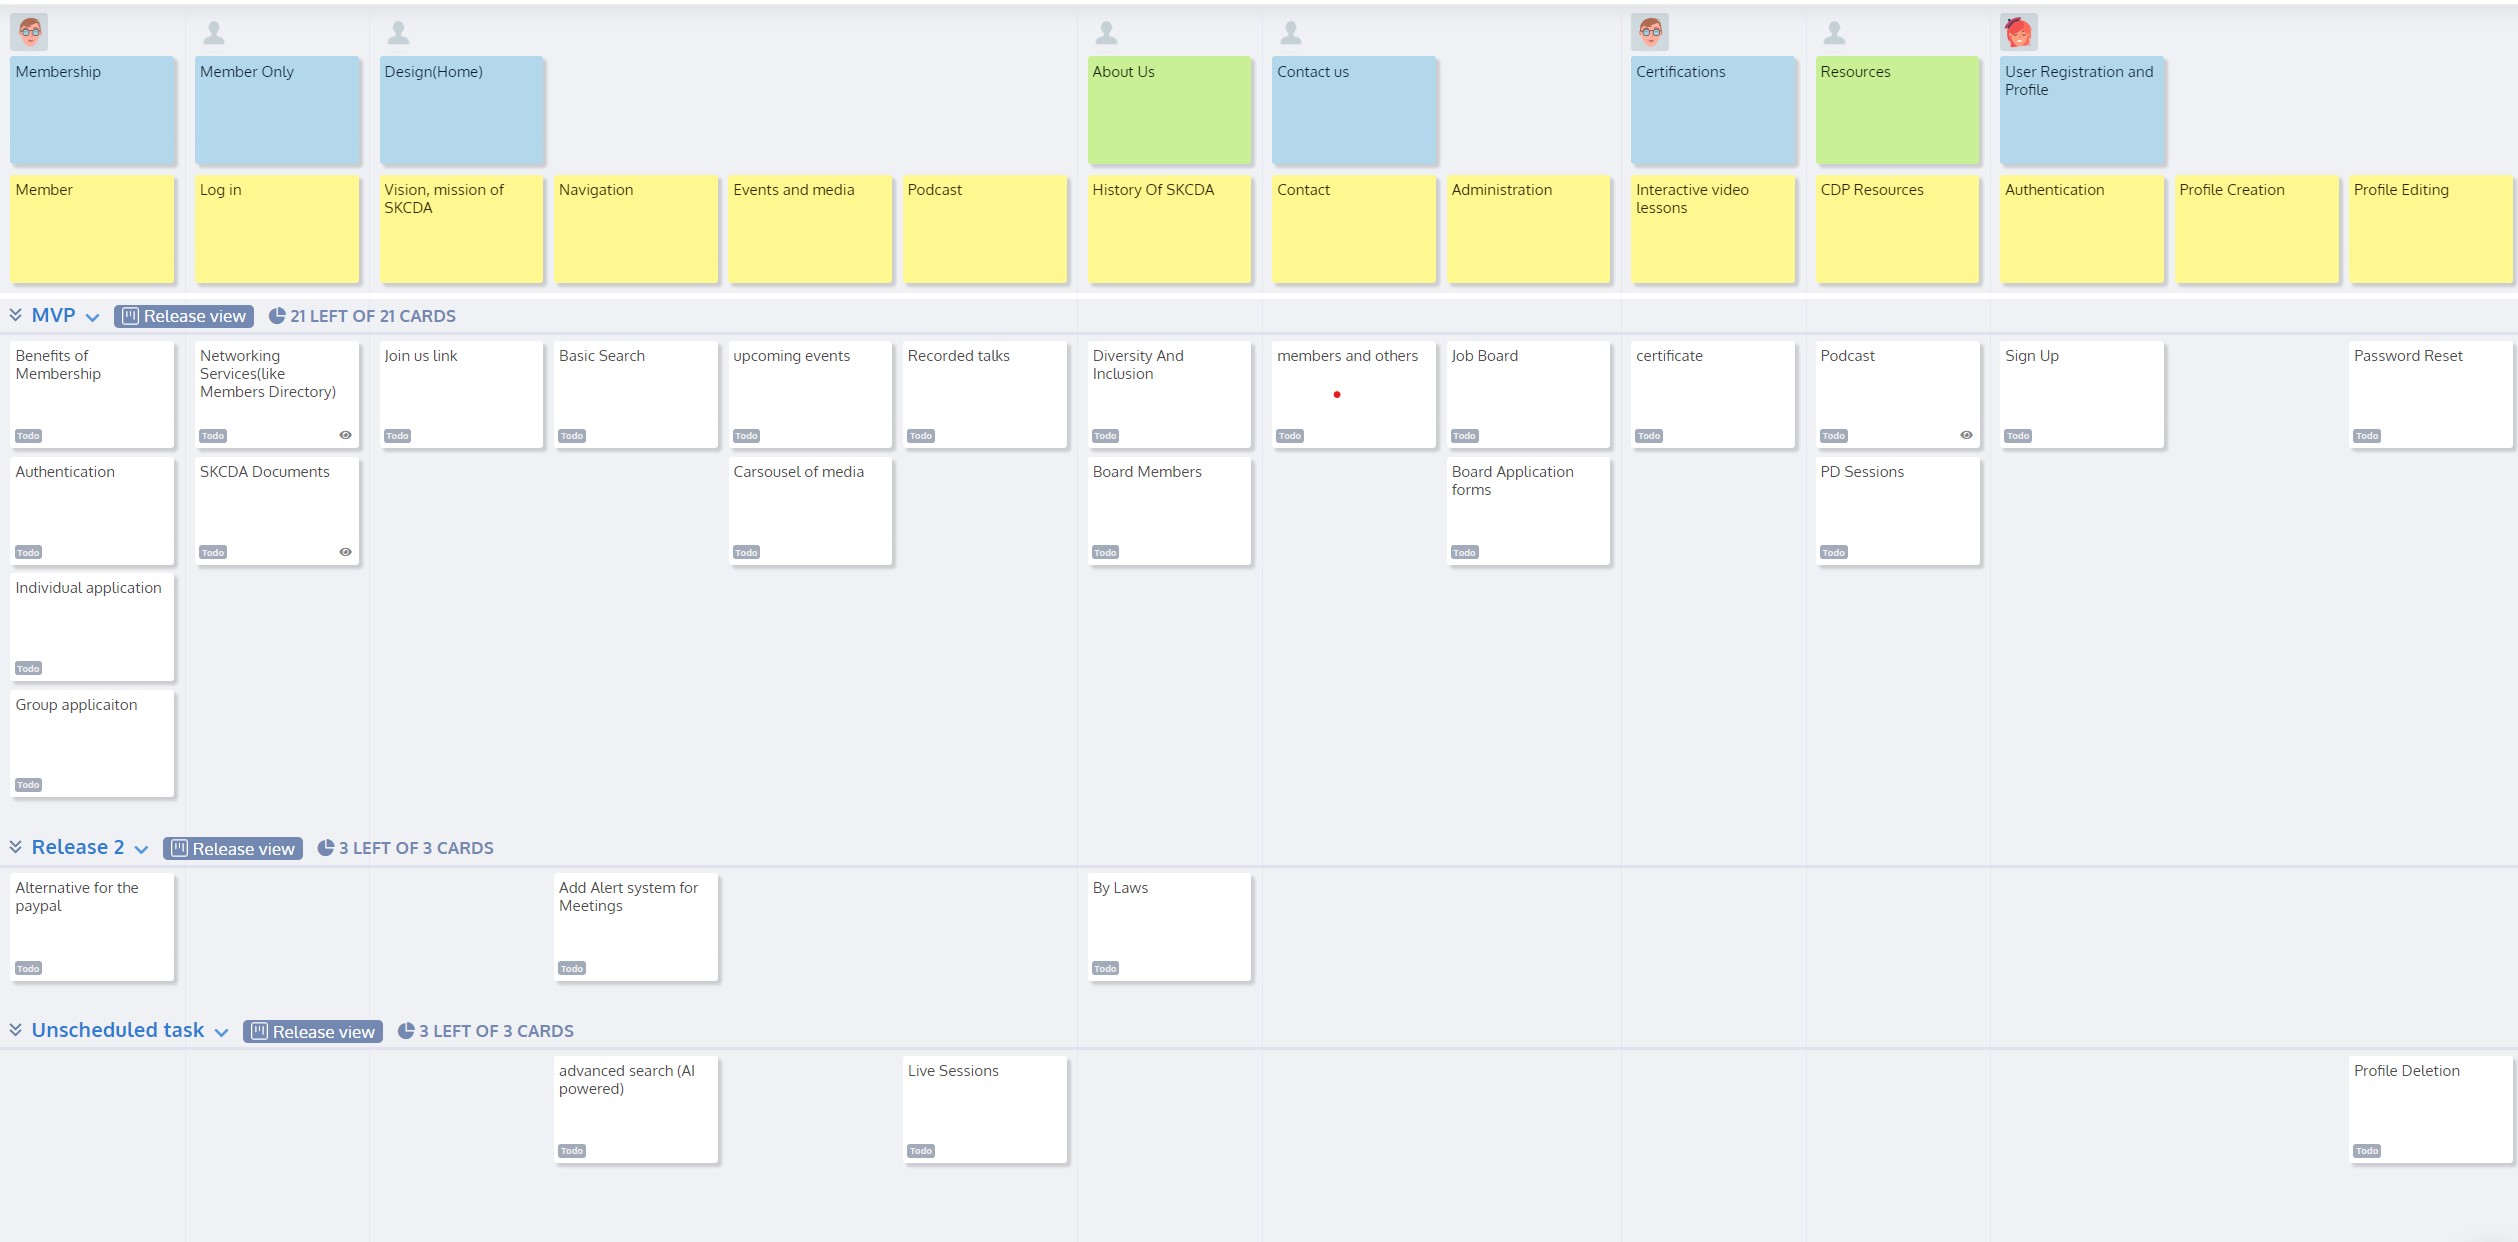 Membership
Member Only
Design(Home)
About Us
Contact us
Certifications
Resources
User Registration and
Profile
Member
Log in
Vision, mission of
SKCDA
Navigation
Events and media
Podcast
History Of SKCDA
Contact
Administration
Interactive video
lessons
CDP Resources
Authentication
Profile Creation
Profile Editing
MVP
Release view
21 LEFT OF 21 CARDS
Benefits of
Membership
Todo
Networking
Services(like
Members Directory)
Todo
Join us link
Todo
Basic Search
Todo
upcoming events
Todo
Recorded talks
Todo
Diversity And
Inclusion
Todo
members and others
Todo
Job Board
Todo
certificate
Todo
Podcast
Todo
Sign Up
Todo
Password Reset
Todo
Authentication
Todo
SKCDA Documents
Todo
Carsousel of media
Todo
Board Members
Todo
Board Application
forms
Todo
PD Sessions
Todo
Individual application
Todo
Group applicaiton
Todo
Release 2
Release view
3 LEFT OF 3 CARDS
Alternative for the
paypal
Todo
Add Alert system for
Meetings
Todo
By Laws
Todo
Unscheduled task
Release view
3 LEFT OF 3 CARDS
advanced search (AI
powered)
Todo
Live Sessions
Todo
Profile Deletion
Todo